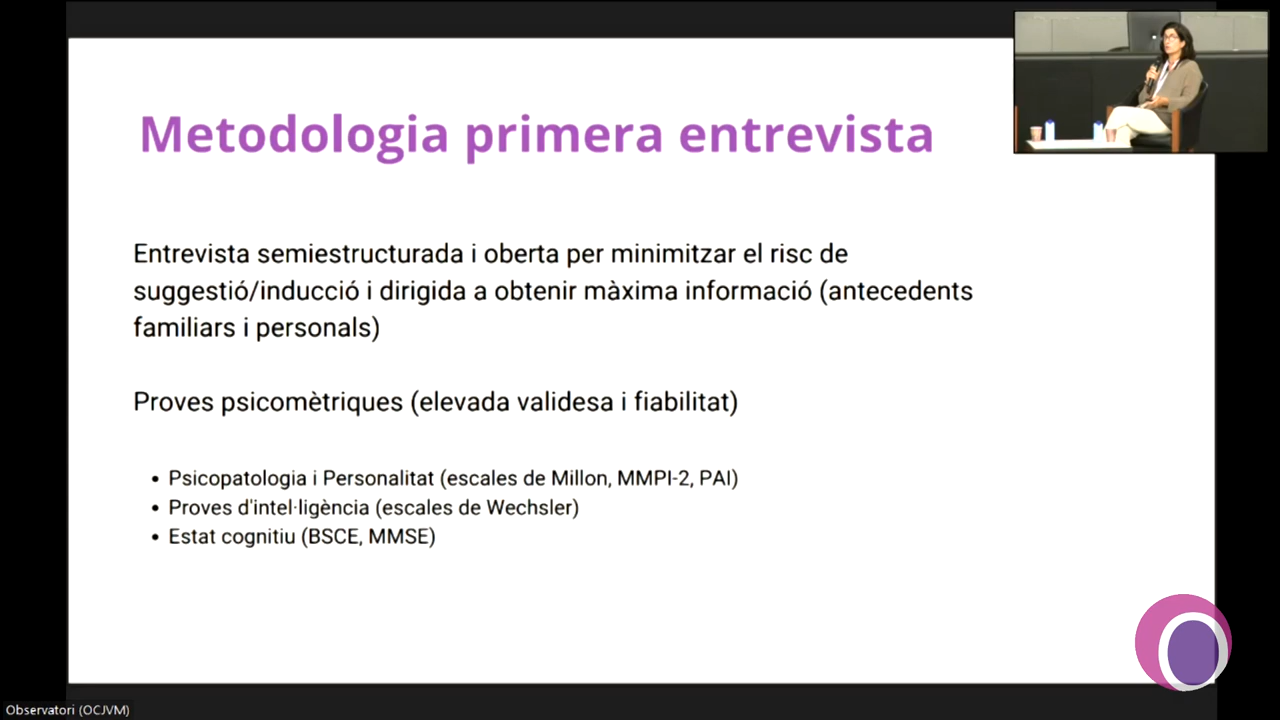 Metodologia primera entrevista
Entrevista semiestructurada i oberta per minimitzar el risc de
suggestió/inducció i dirigida a obtenir màxima informació (antecedents
familiars i personals)
Proves psicomètriques (elevada validesa i fiabilitat)
• Psicopatologia i Personalitat (escales de Millon, MMPI-2, PAI)
• Proves d'intel·ligència (escales de Wechsler)
• Estat cognitiu (BSCE, MMSE)
Observatori (OCJVM)